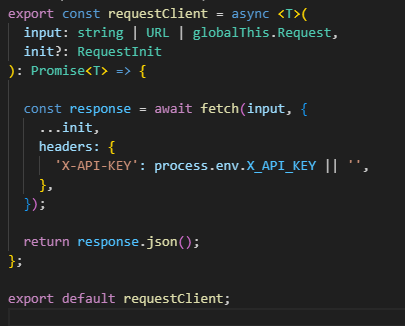 export const requestClient = async <T>(
  input: string | URL | globalThis.Request,
  init?: RequestInit
): Promise<T> => {
  const response = await fetch(input, {
    ...init,
    headers: {
      'X-API-KEY': process.env.X_API_KEY || '',
    },
  });
  return response.json();
};
export default requestClient;